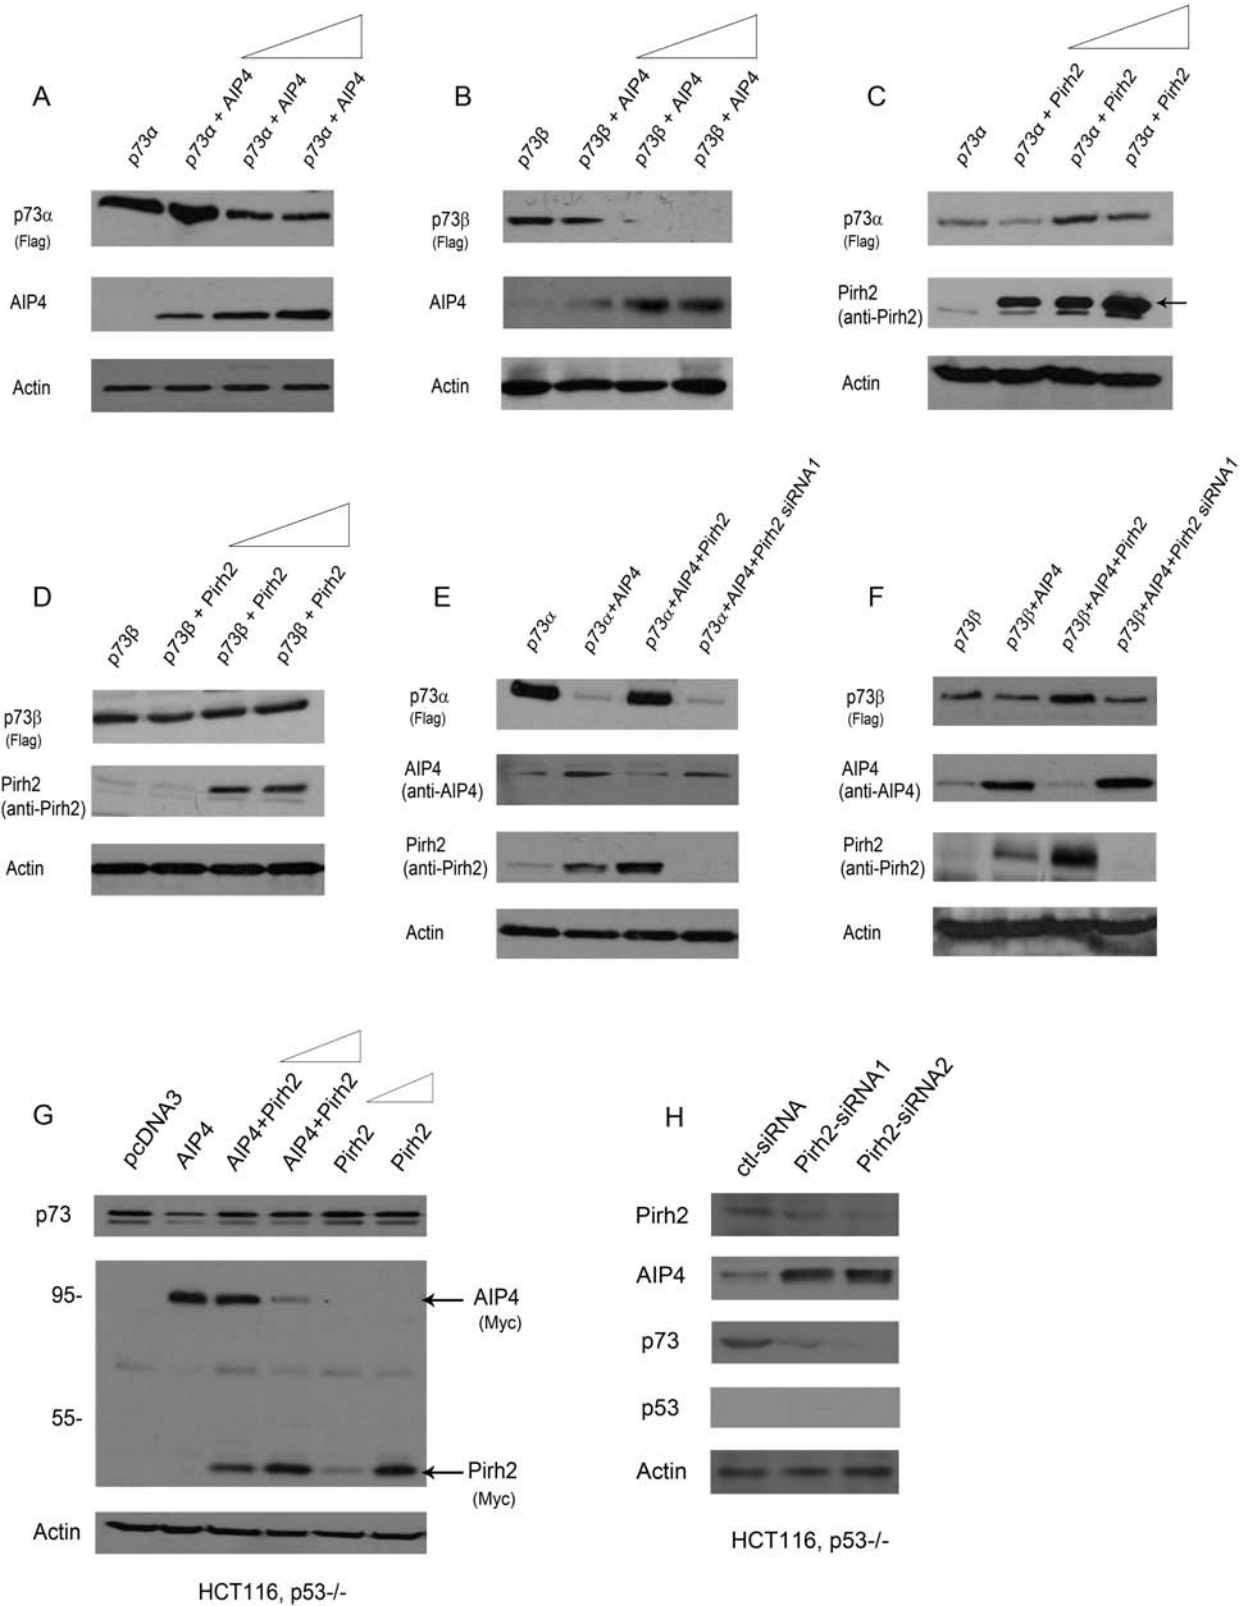 A
p73α
p73α + AIP4
p73α + AIP4
p73α + AIP4
p73α
(Flag)
AIP4
Actin
B
p73β
p73β + AIP4
p73β + AIP4
p73β + AIP4
p73β
(Flag)
AIP4
Actin
C
p73α
p73α + Pirh2
p73α + Pirh2
p73α + Pirh2
p73α
(Flag)
Pirh2
(anti-Pirh2)
Actin
D
p73β
p73β + Pirh2
p73β + Pirh2
p73β + Pirh2
p73β
(Flag)
Pirh2
(anti-Pirh2)
Actin
E
p73α
p73α+AIP4
p73α+AIP4+Pirh2
p73α+AIP4+Pirh2 siRNA1
p73α
(Flag)
AIP4
(anti-AIP4)
Pirh2
(anti-Pirh2)
Actin
F
p73β
p73β+AIP4
p73β+AIP4+Pirh2
p73β+AIP4+Pirh2 siRNA1
p73β
(Flag)
AIP4
(anti-AIP4)
Pirh2
(anti-Pirh2)
Actin
G
pcDNA3
AIP4
AIP4+Pirh2
AIP4+Pirh2
Pirh2
Pirh2
p73
95-
AIP4
(Myc)
55-
Pirh2
(Myc)
Actin
HCT116, p53-/-
H
ctl-siRNA
Pirh2-siRNA1
Pirh2-siRNA2
Pirh2
AIP4
p73
p53
Actin
HCT116, p53-/-